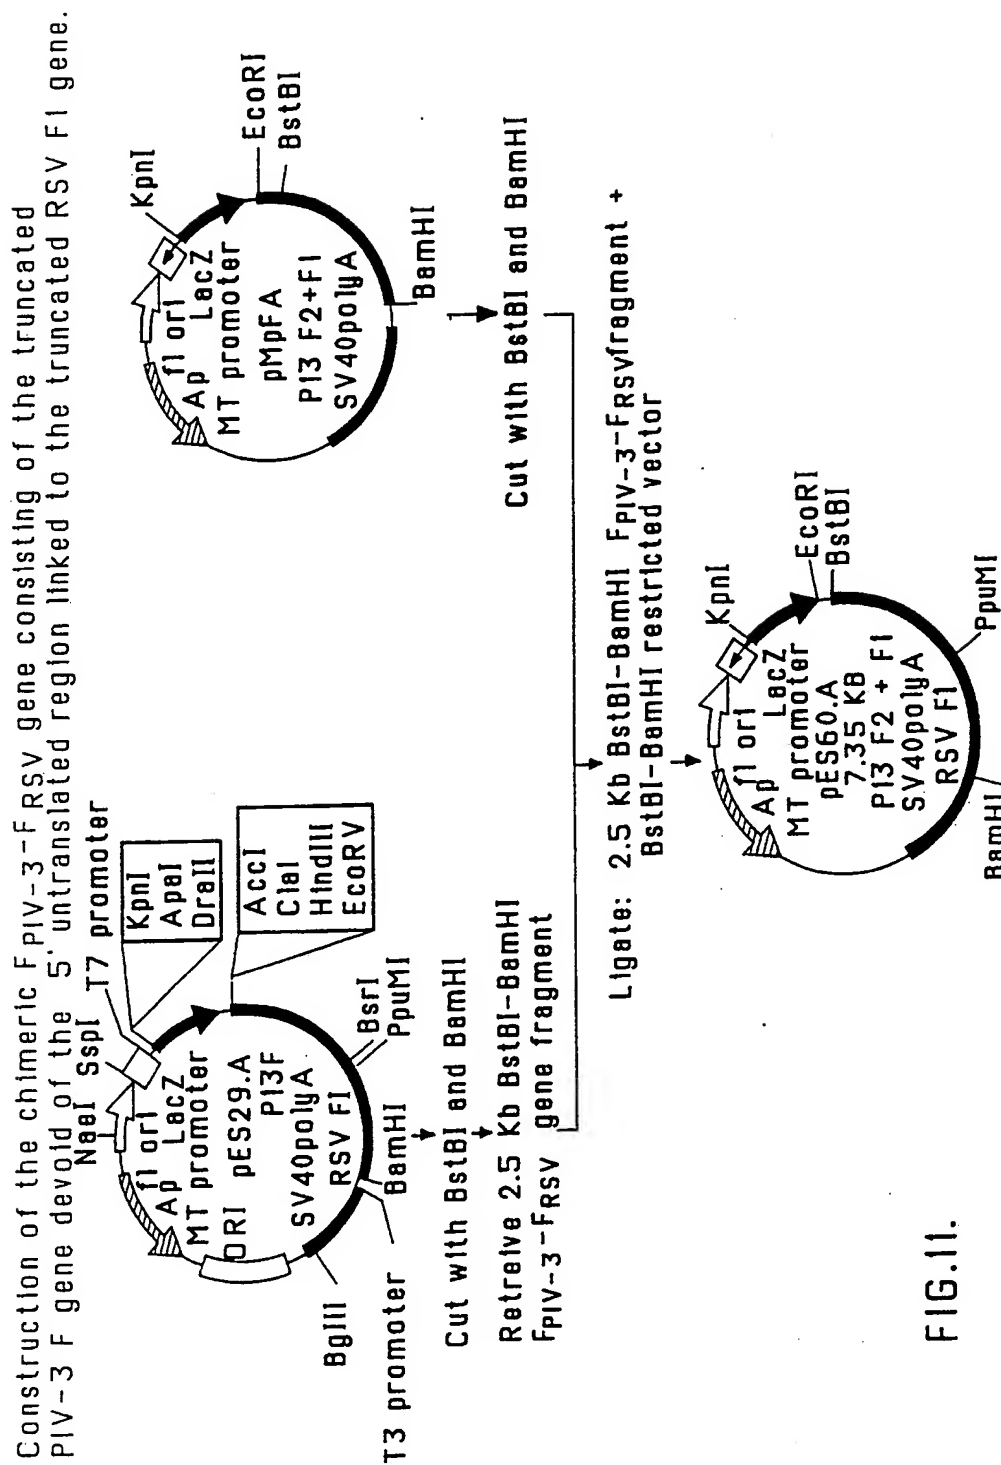 Construction of the chimeric FPIV-3-FRSV gene consisting of the truncated
PIV-3 F gene devoid of the 5' untranslated region linked to the truncated RSV F1 gene.
NaeI
SspI
T7 promoter
KpnI
ApaI
DraII
AccI
ClaI
HindIII
EcoRV
f1 ori
Ap LacZ
MT promoter
ORI
pES29.A
PI3F
SV40polyA
RSV F1
BsrI
PpuMI
BamHI
BglII
T3 promoter
Cut with BstBI and BamHI
Retreive 2.5 Kb BstBI-BamHI
FPIV-3-FRSV gene fragment
KpnI
f1 ori
Ap LacZ
MT promoter
pMpFA
PI3 F2+F1
SV40polyA
EcoRI
BstBI
BamHI
Cut with BstBI and BamHI
Ligate: 2.5 Kb BstBI-BamHI FPIV-3-FRSVfragment +
BstBI-BamHI restricted vector
KpnI
f1 ori
Ap LacZ
MT promoter
pES60.A
7.35 KB
PI3 F2 + F1
SV40polyA
RSV F1
EcoRI
BstBI
PpuMI
BamHI
FIG.11.